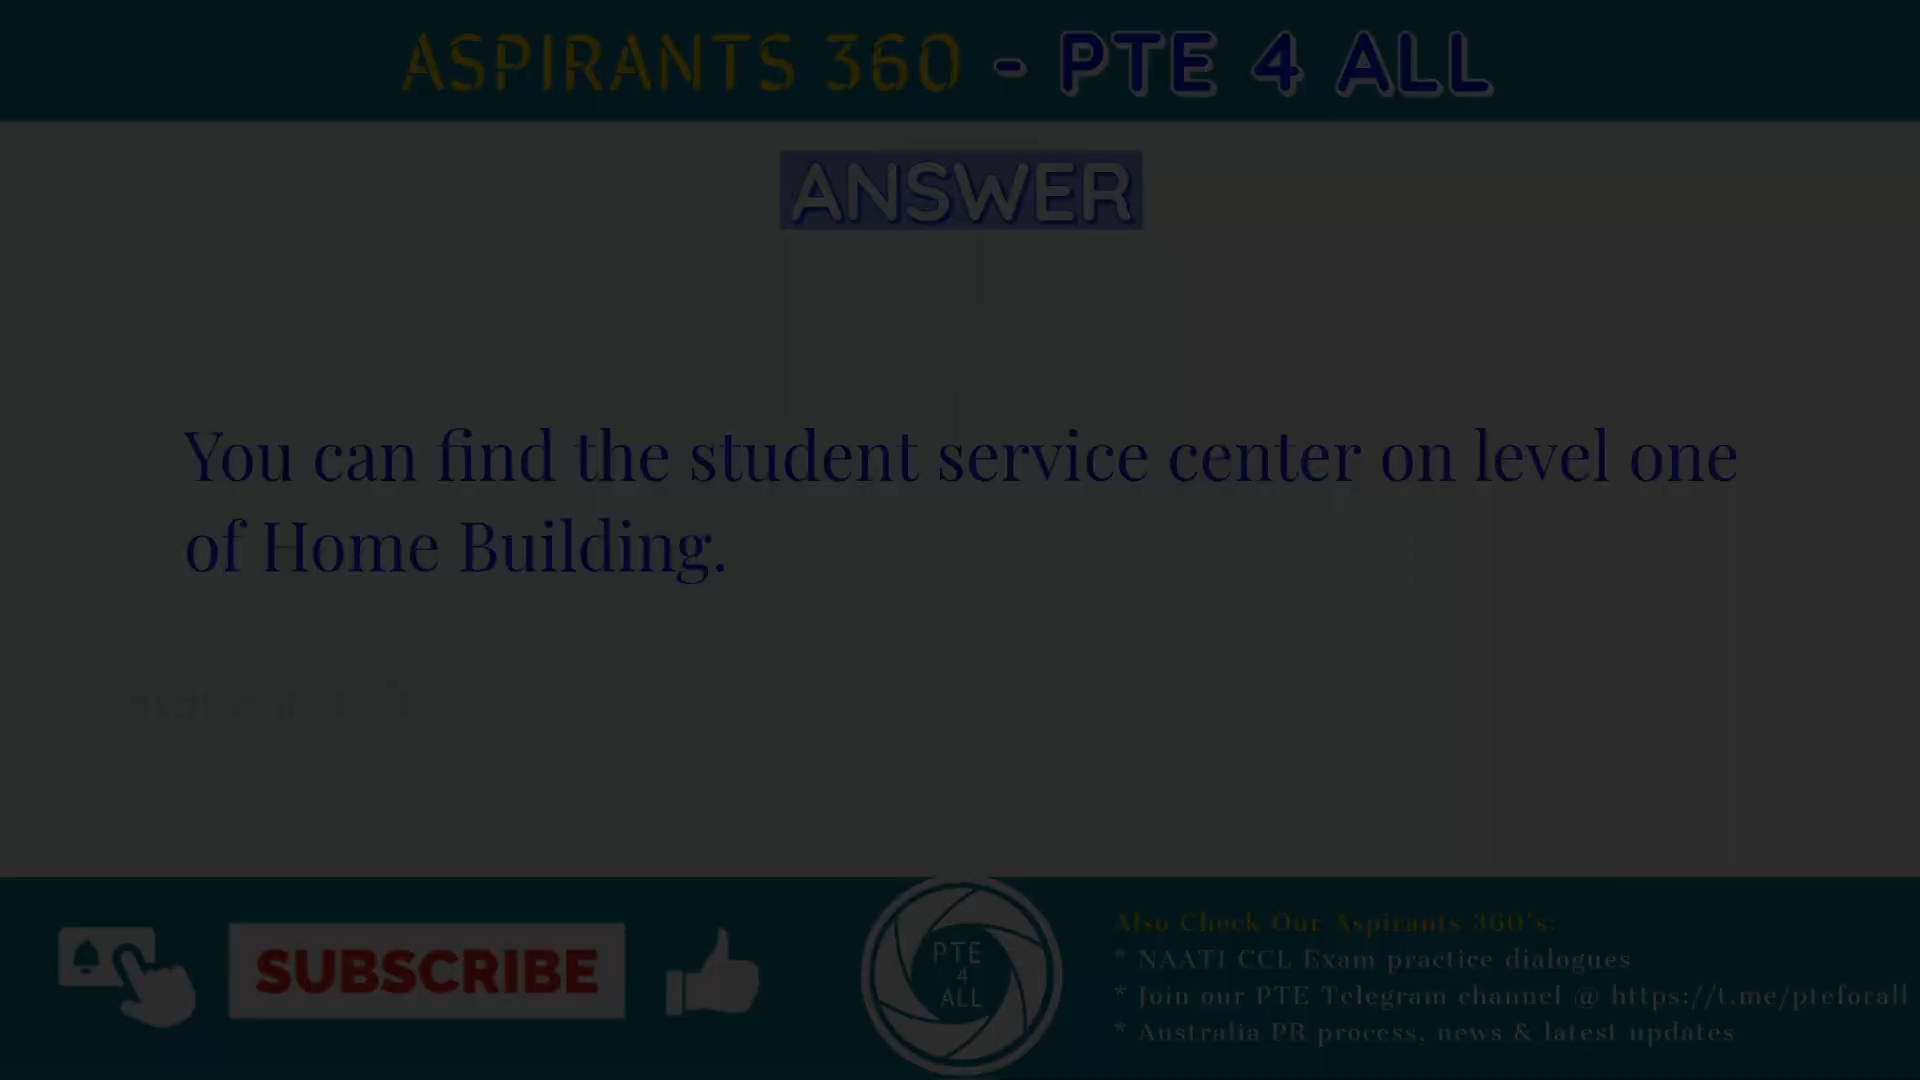 ASPIRANTS 360 - PTE 4 ALL
ANSWER
You can find the student service center on level one
of Home Building.
SUBSCRIBE
PTE
4
ALL
Also Check Our Aspirants 360's:
* NAATI CCL Exam practice dialogues
* Join our PTE Telegram channel @ https://t.me/pteforall
* Australia PR process, news & latest updates